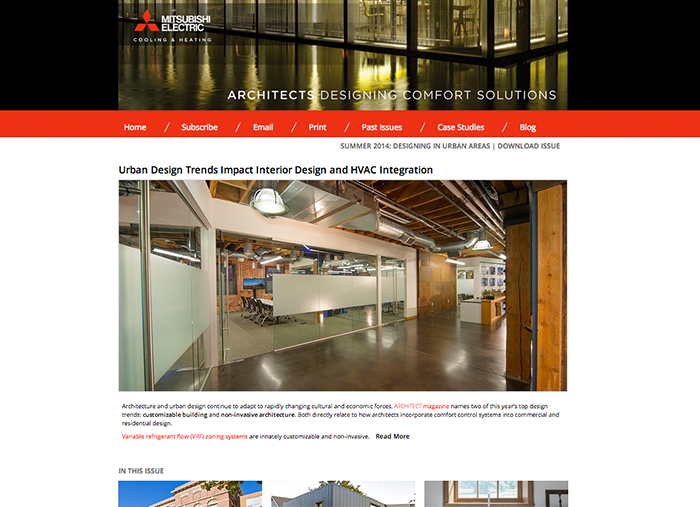 MITSUBISHI
ELECTRIC
COOLING & HEATING
ARCHITECTS DESIGNING COMFORT SOLUTIONS
Home / Subscribe / Email / Print / Past Issues / Case Studies / Blog
SUMMER 2014: DESIGNING IN URBAN AREAS | DOWNLOAD ISSUE
Urban Design Trends Impact Interior Design and HVAC Integration
Architecture and urban design continue to adapt to rapidly changing cultural and economic forces. ARCHITECT magazine names two of this year's top design
trends: customizable building and non-invasive architecture. Both directly relate to how architects incorporate comfort control systems into commercial and
residential design.
Variable refrigerant flow (VRF) zoning systems are innately customizable and non-invasive. Read More
IN THIS ISSUE